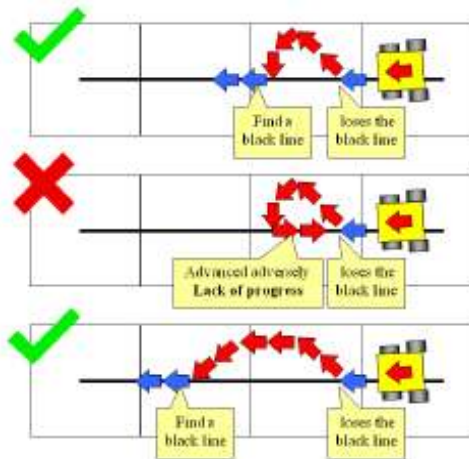 Find a
black line
loses the
black line
Advanced adversely
Lack of progress
loses the
black line
Find a
black line
loses the
black line